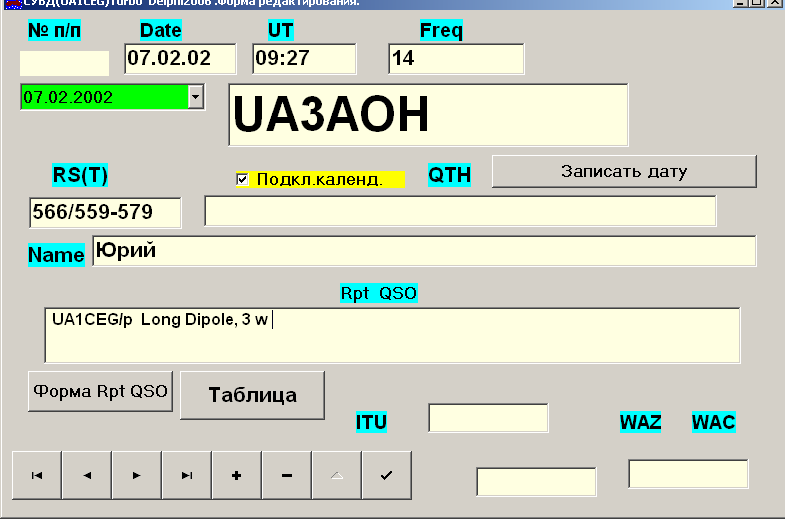 СУБД(UA1CEG)Turbo Delphi2006 .Форма редактирования.
№ п/п Date UT Freq
07.02.02 09:27 14
07.02.2002
UA3AOH
RS(T) Подкл.календ. QTH Записать дату
566/559-579
Name Юрий
Rpt QSO
UA1CEG/p Long Dipole, 3 w
Форма Rpt QSO Таблица
ITU WAZ WAC